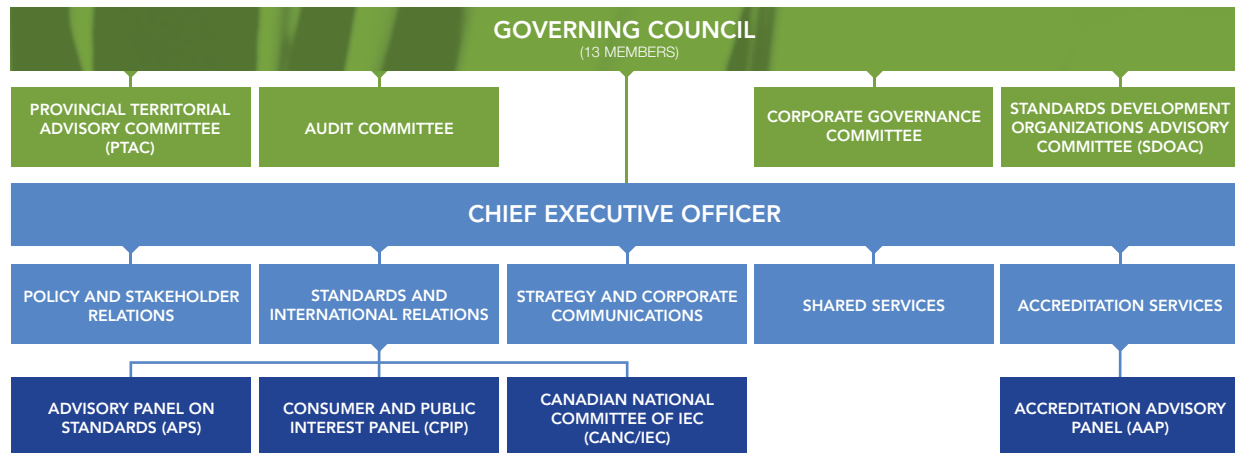 GOVERNING COUNCIL
(13 MEMBERS)
PROVINCIAL TERRITORIAL
ADVISORY COMMITTEE
(PTAC)
AUDIT COMMITTEE
CORPORATE GOVERNANCE
COMMITTEE
STANDARDS DEVELOPMENT
ORGANIZATIONS ADVISORY
COMMITTEE (SDOAC)
CHIEF EXECUTIVE OFFICER
POLICY AND STAKEHOLDER
RELATIONS
STANDARDS AND
INTERNATIONAL RELATIONS
STRATEGY AND CORPORATE
COMMUNICATIONS
SHARED SERVICES
ACCREDITATION SERVICES
ADVISORY PANEL ON
STANDARDS (APS)
CONSUMER AND PUBLIC
INTEREST PANEL (CPIP)
CANADIAN NATIONAL
COMMITTEE OF IEC
(CANC/IEC)
ACCREDITATION ADVISORY
PANEL (AAP)